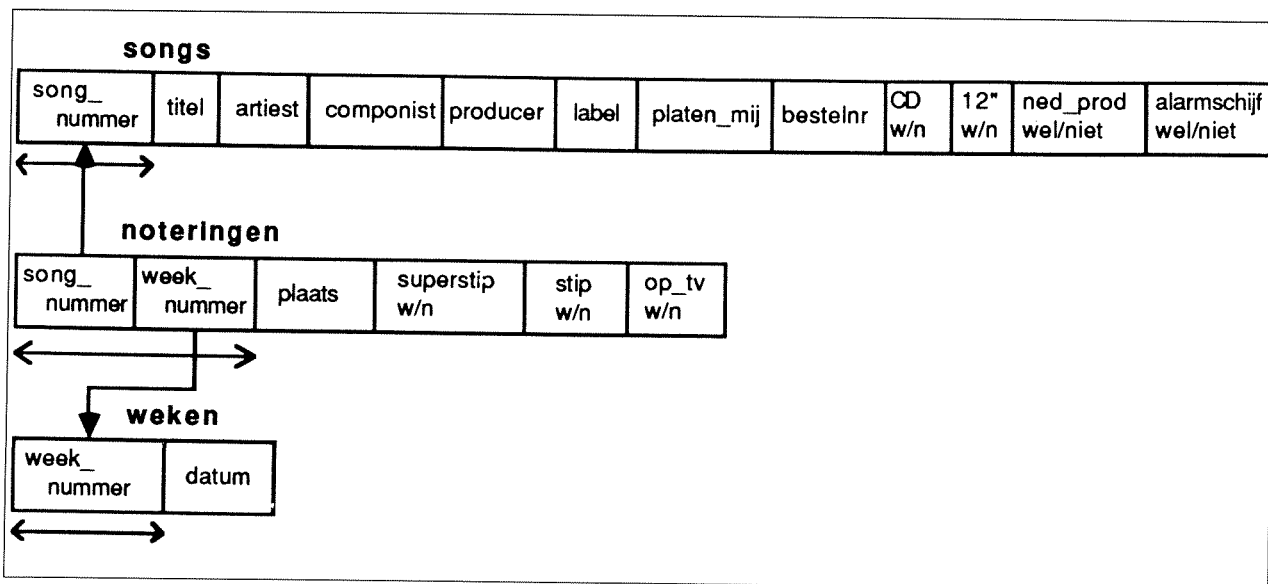 songs
song_ nummer titel artiest componist producer label platen_mij bestelnr CD w/n 12" w/n ned_prod wel/niet alarmschijf wel/niet
noteringen
song_ nummer week_ nummer plaats superstip w/n stip w/n op_tv w/n
weken
week_ nummer datum